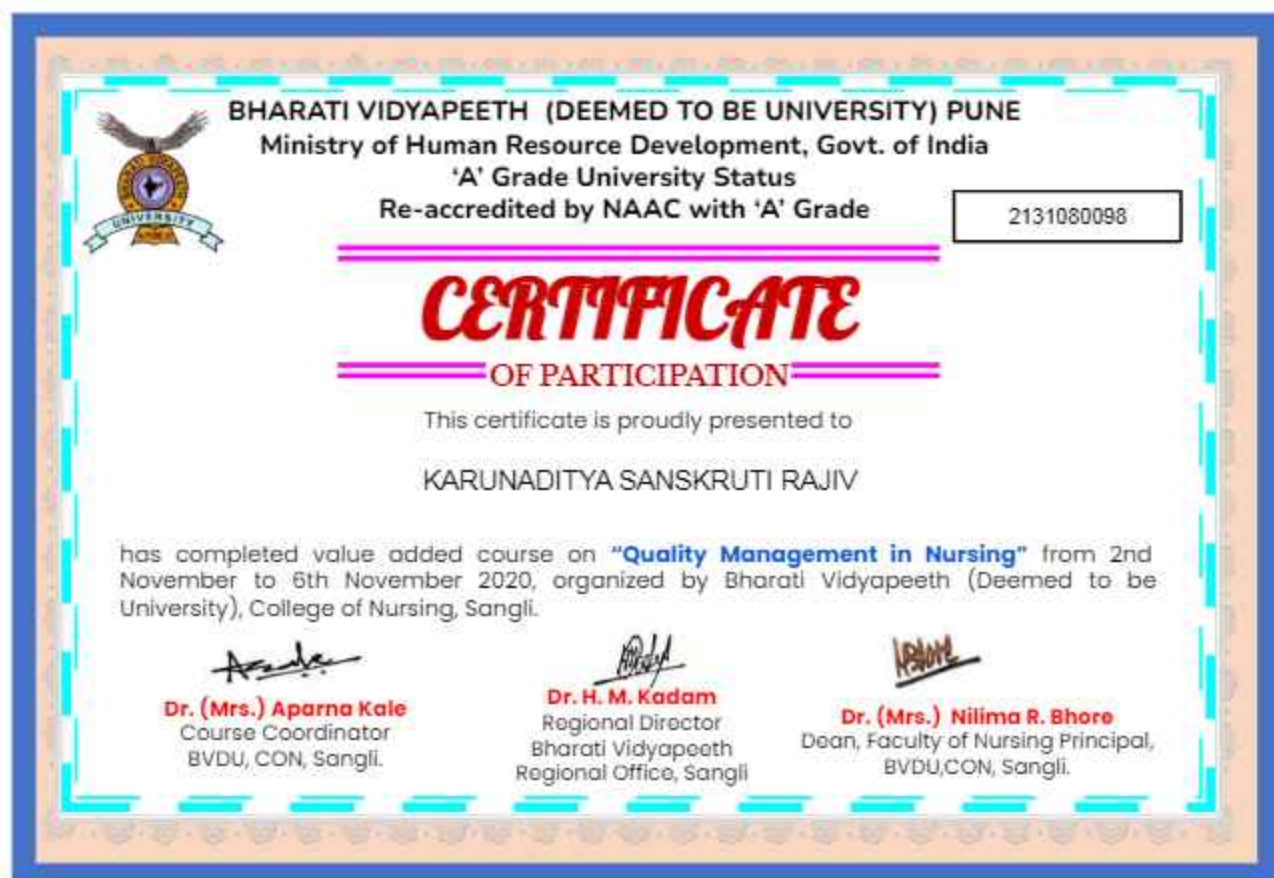 BHARATI VIDYAPEETH (DEEMED TO BE UNIVERSITY) PUNE
Ministry of Human Resource Development, Govt. of India
‘A’ Grade University Status
Re-accredited by NAAC with ‘A’ Grade
2131080098
BHARATI VIDYAPEETH
UNIVERSITY
CERTIFICATE
OF PARTICIPATION
This certificate is proudly presented to
KARUNADITYA SANSKRUTI RAJIV
has completed value added course on “Quality Management in Nursing” from 2nd
November to 6th November 2020, organized by Bharati Vidyapeeth (Deemed to be
University), College of Nursing, Sangli.
Dr. (Mrs.) Aparna Kale
Course Coordinator
BVDU, CON, Sangli.
Dr. H. M. Kadam
Regional Director
Bharati Vidyapeeth
Regional Office, Sangli
Dr. (Mrs.) Nilima R. Bhore
Dean, Faculty of Nursing Principal,
BVDU,CON, Sangli.